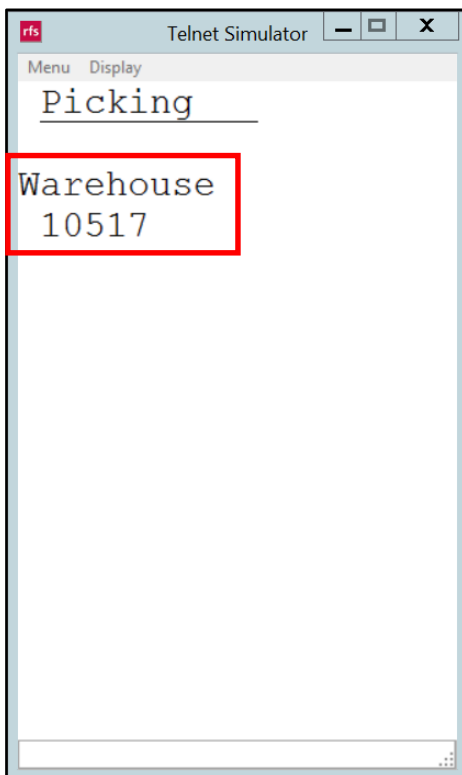 rfs
Telnet Simulator
X
Menu Display
Picking
Warehouse
10517